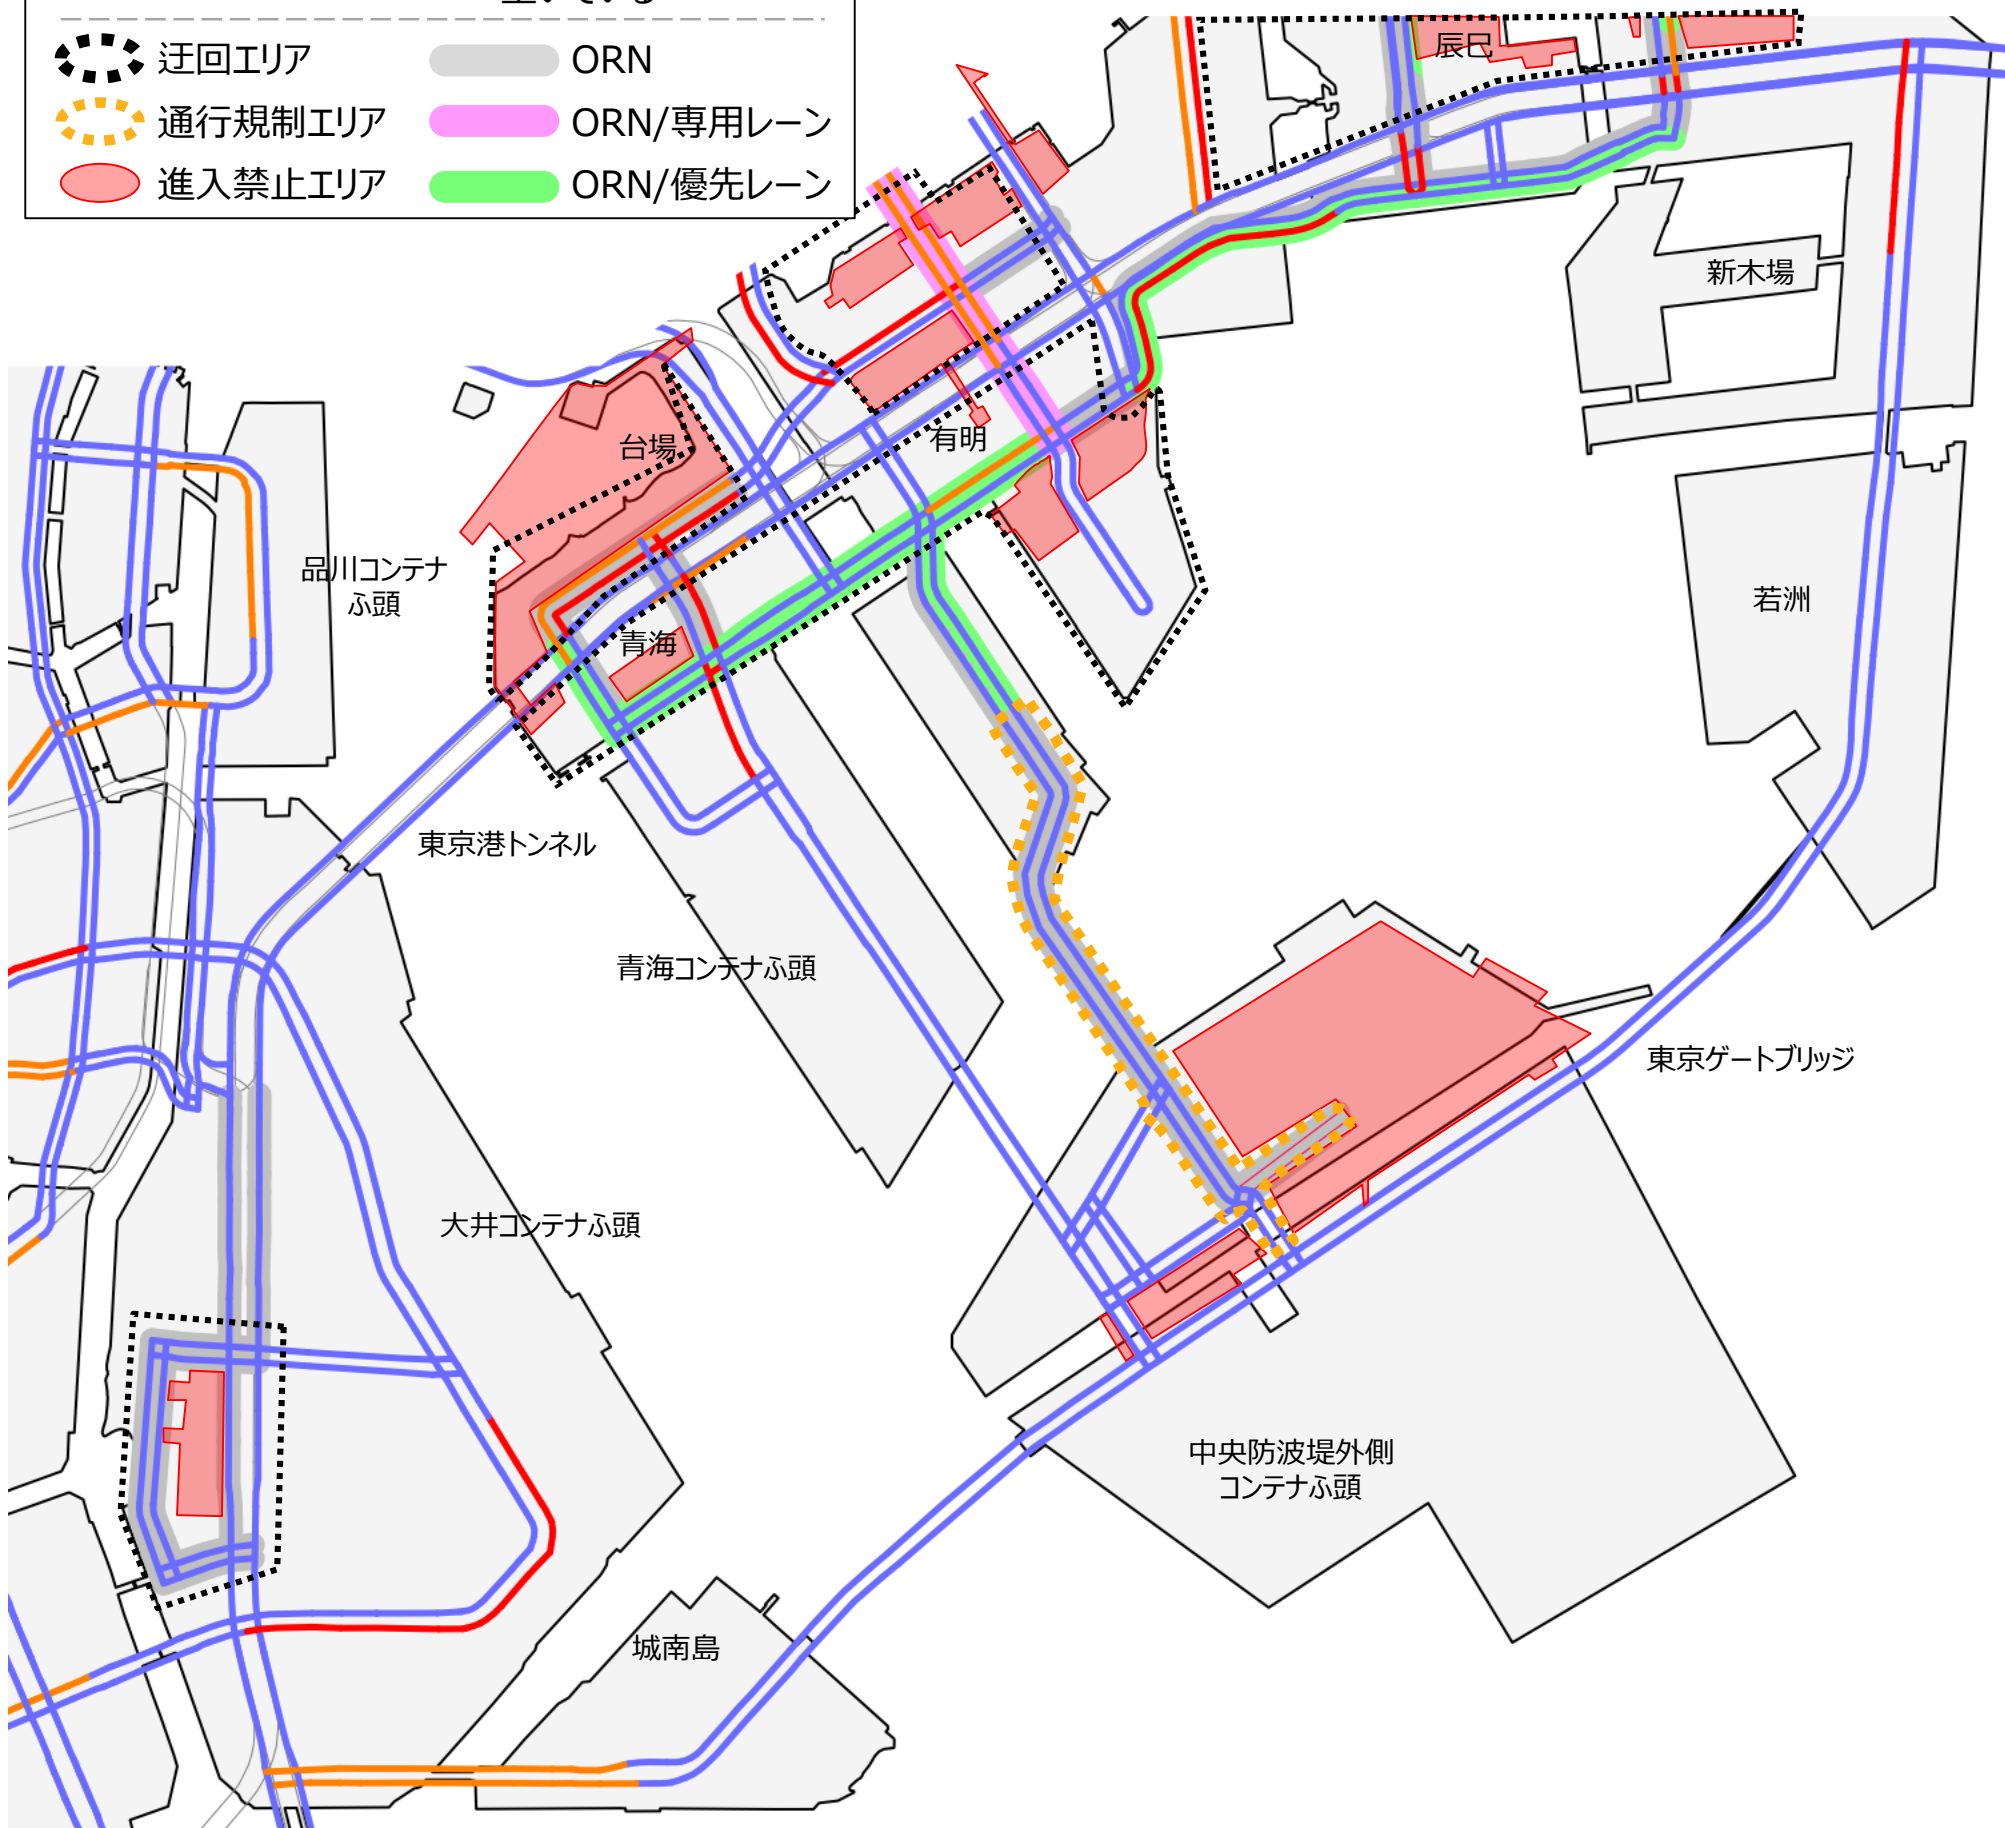 空いている
迂回エリア
ORN
通行規制エリア
ORN/専用レーン
進入禁止エリア
ORN/優先レーン
辰巳
新木場
台場
有明
品川コンテナ
ふ頭
若洲
青海
東京港トンネル
青海コンテナふ頭
東京ゲートブリッジ
大井コンテナふ頭
中央防波堤外側
コンテナふ頭
城南島